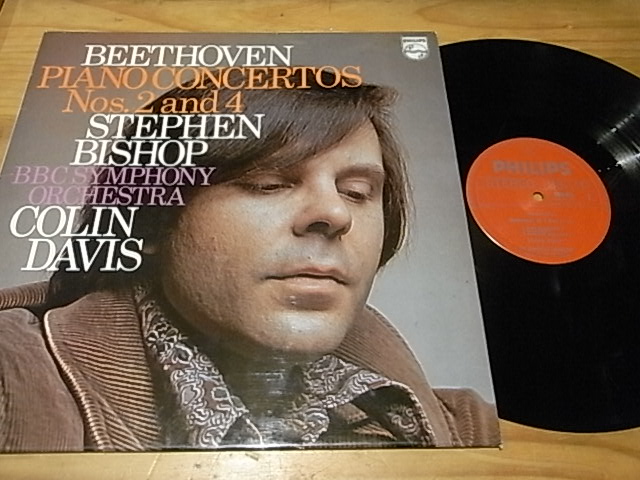 BEETHOVEN
PIANO CONCERTOS
Nos. 2 and 4
STEPHEN
BISHOP
BBC SYMPHONY
ORCHESTRA
COLIN
DAVIS
PHILIPS
PHILIPS